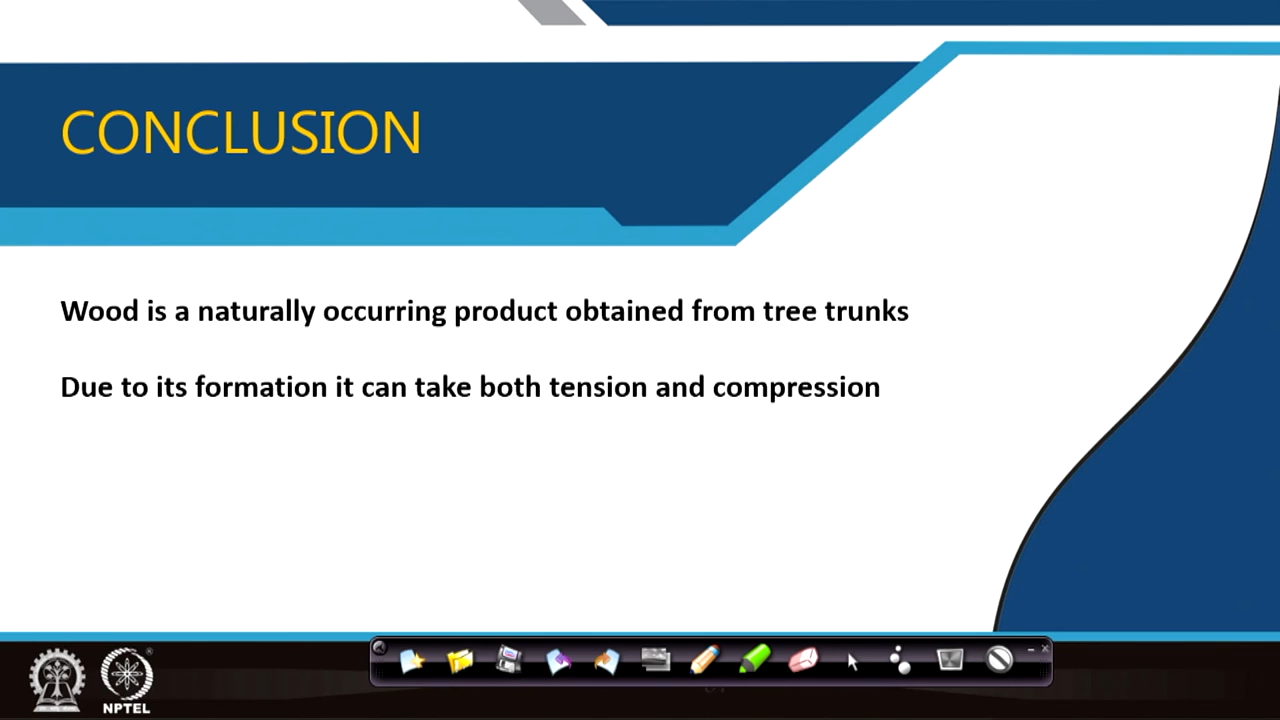 CONCLUSION
Wood is a naturally occurring product obtained from tree trunks
Due to its formation it can take both tension and compression
NPTEL